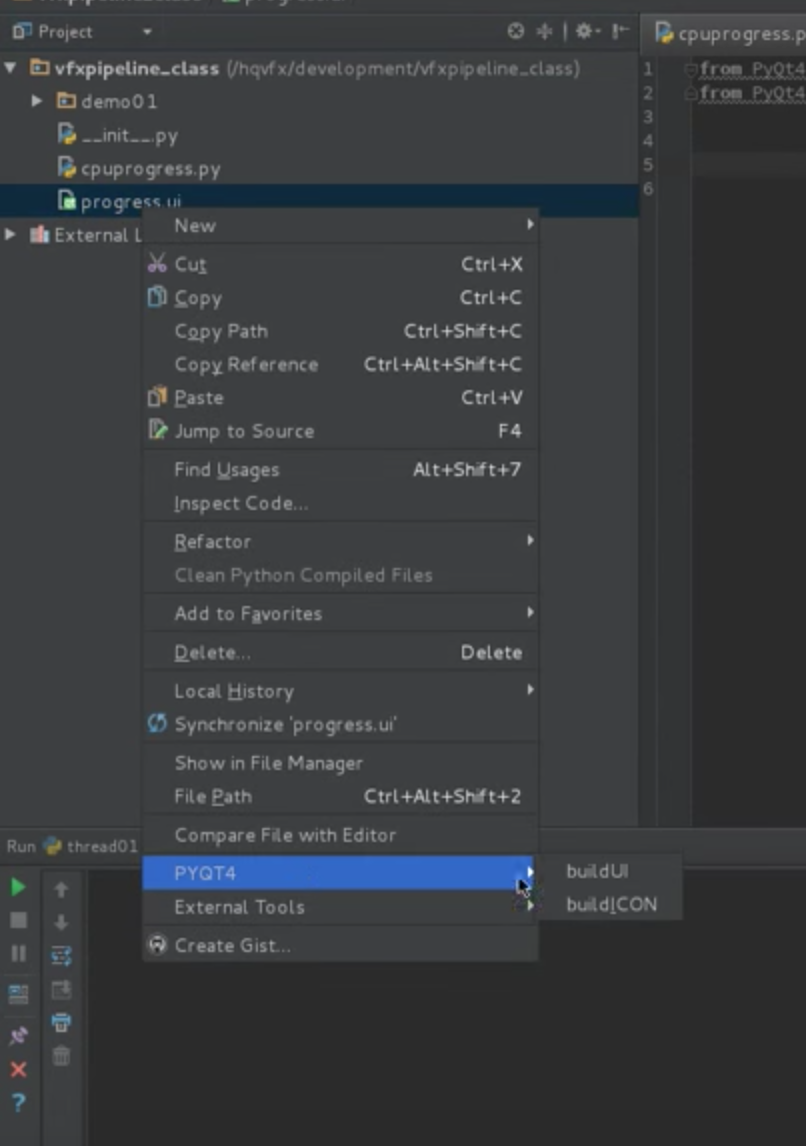 Project
cpuprogress.p
vfxpipeline_class (/hqvfx/development/vfxpipeline_class)
demo01
__init__.py
cpuprogress.py
progress.ui
External L
1
from PyQt4
2
from PyQt4
3
4
5
6
New
Cut Ctrl+X
Copy Ctrl+C
Copy Path Ctrl+Shift+C
Copy Reference Ctrl+Alt+Shift+C
Paste Ctrl+V
Jump to Source F4
Find Usages Alt+Shift+7
Inspect Code...
Refactor
Clean Python Compiled Files
Add to Favorites
Delete... Delete
Local History
Synchronize 'progress.ui'
Show in File Manager
File Path Ctrl+Alt+Shift+2
Compare File with Editor
PYQT4
buildUI
External Tools
buildICON
Create Gist...
Run thread01
?